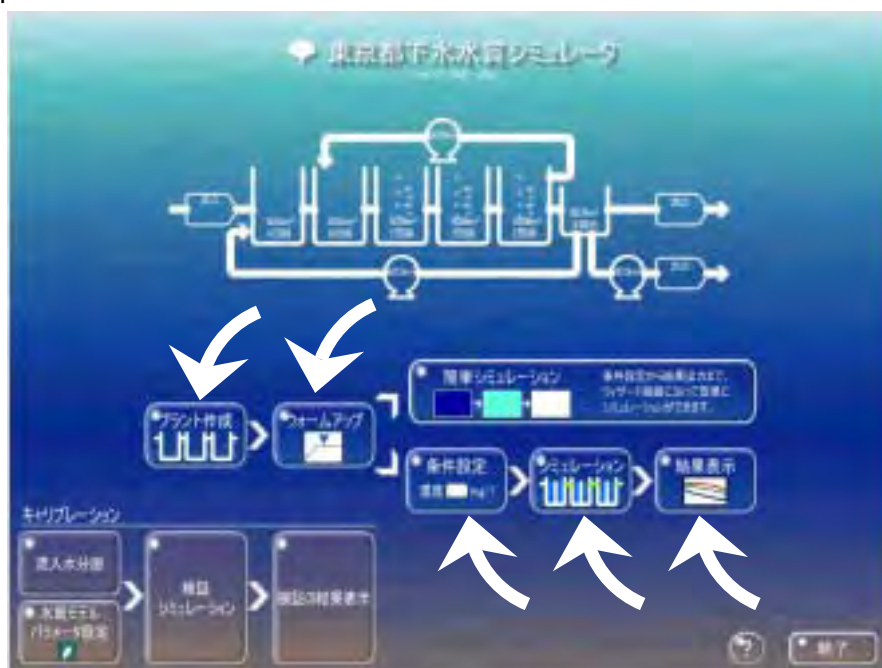 東京都下水水質シミュレータ
プラント作成
ウォームアップ
簡単シミュレーション
条件設定から結果出力まで、
ウィザード画面に沿って簡単に
シミュレーションができます。
条件設定
濃度 mg/l
シミュレーション
結果表示
キャリブレーション
流入水分画
水質モデル
パラメータ設定
検証
シミュレーション
検証の結果表示
?
終了